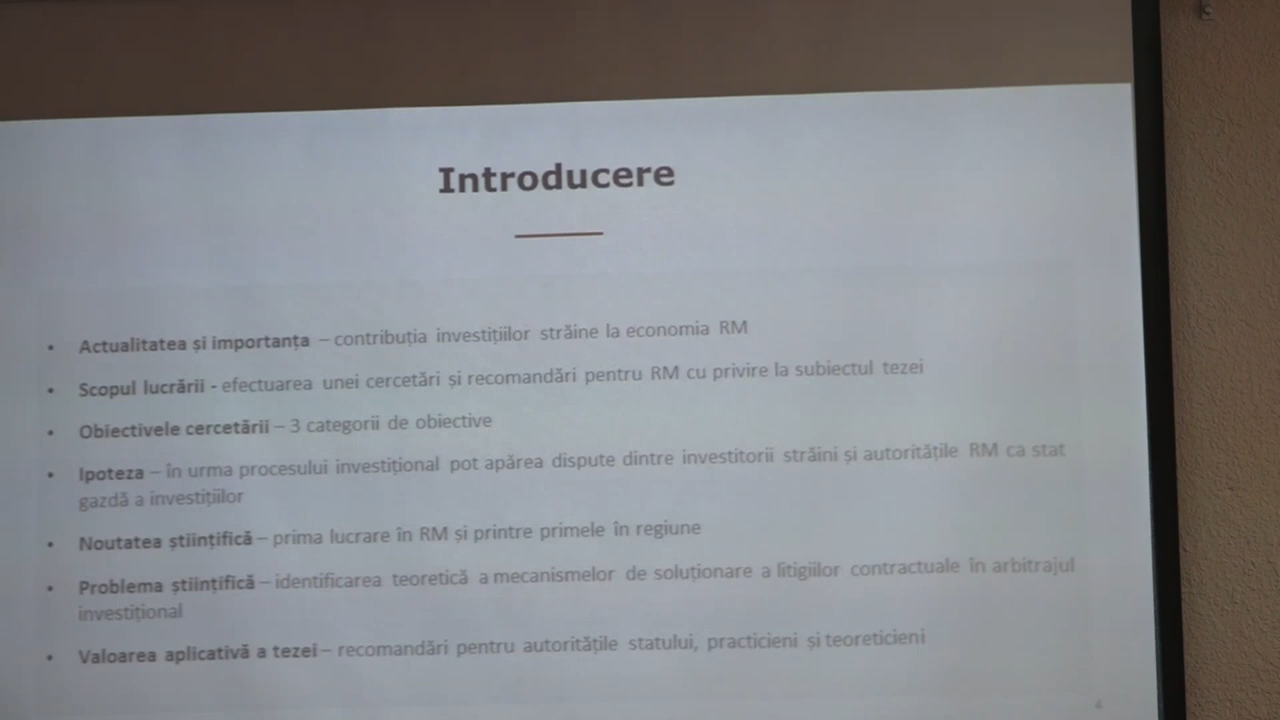 Introducere
• Actualitatea și importanța – contribuția investițiilor străine la economia RM
• Scopul lucrării - efectuarea unei cercetări și recomandări pentru RM cu privire la subiectul tezei
• Obiectivele cercetării – 3 categorii de obiective
• Ipoteza – în urma procesului investițional pot apărea dispute dintre investitorii străini și autoritățile RM ca stat
gazdă a investițiilor
• Noutatea științifică – prima lucrare în RM și printre primele în regiune
• Problema științifică – identificarea teoretică a mecanismelor de soluționare a litigiilor contractuale în arbitrajul
investițional
• Valoarea aplicativă a tezei – recomandări pentru autoritățile statului, practicieni și teoreticieni
4